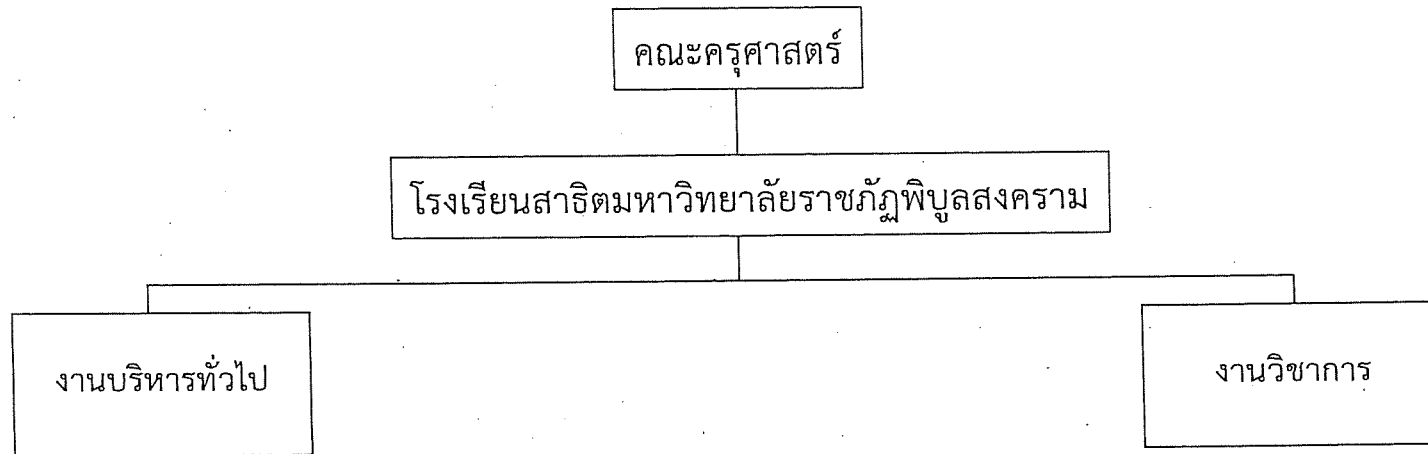 คณะครุศาสตร์
โรงเรียนสาธิตมหาวิทยาลัยราชภัฏพิบูลสงคราม
งานบริหารทั่วไป
งานวิชาการ